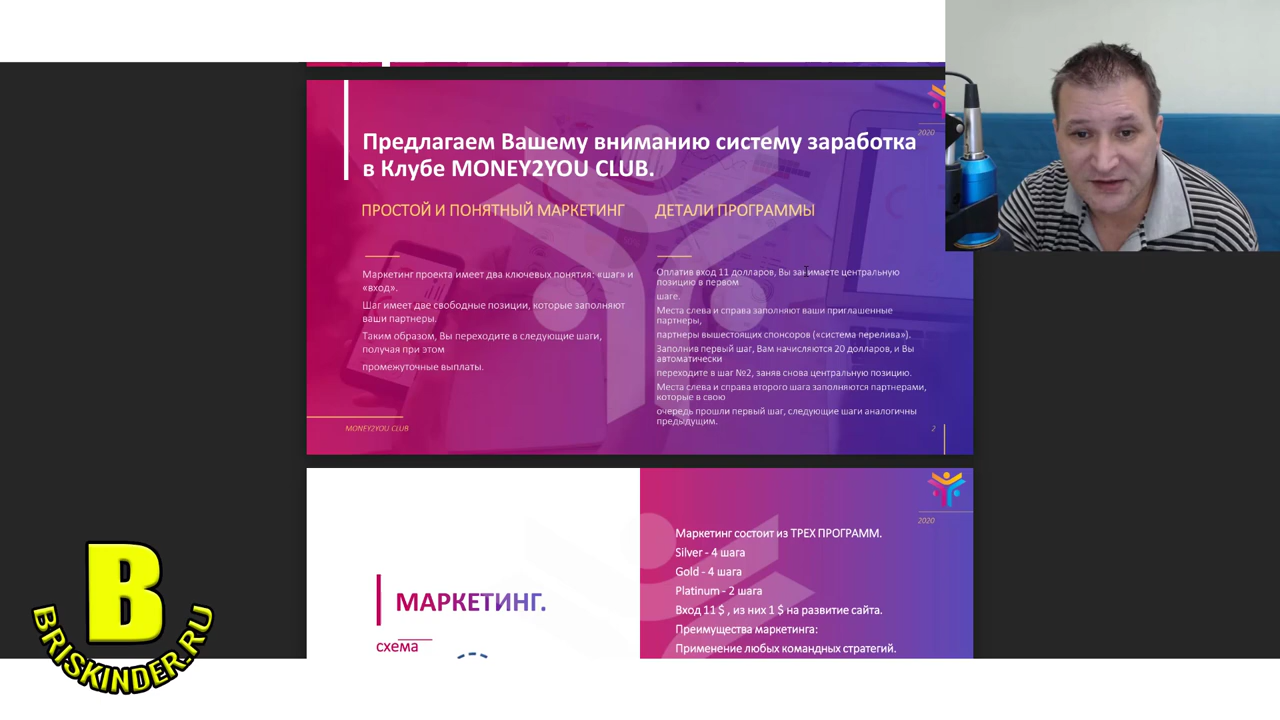 2020
Предлагаем Вашему вниманию систему заработка
в Клубе MONEY2YOU CLUB.
ПРОСТОЙ И ПОНЯТНЫЙ МАРКЕТИНГ
Маркетинг проекта имеет два ключевых понятия: «шаг» и
«вход».
Шаг имеет две свободные позиции, которые заполняют
ваши партнеры.
Таким образом, Вы переходите в следующие шаги,
получая при этом
промежуточные выплаты.
ДЕТАЛИ ПРОГРАММЫ
Оплатив вход 11 долларов, Вы занимаете центральную
позицию в первом
шаге.
Места слева и справа заполняют ваши приглашенные
партнеры,
партнеры вышестоящих спонсоров («система перелива»).
Заполнив первый шаг, Вам начисляются 20 долларов, и Вы
автоматически
переходите в шаг №2, заняв снова центральную позицию.
Места слева и справа второго шага заполняются партнерами,
которые в свою
очередь прошли первый шаг, следующие шаги аналогичны
предыдущим.
MONEY2YOU CLUB
2
МАРКЕТИНГ.
схема
2020
Маркетинг состоит из ТРЕХ ПРОГРАММ.
Silver - 4 шага
Gold - 4 шага
Platinum - 2 шага
Вход 11 $ , из них 1 $ на развитие сайта.
Преимущества маркетинга:
Применение любых командных стратегий.
B
BRISKINDER.RU